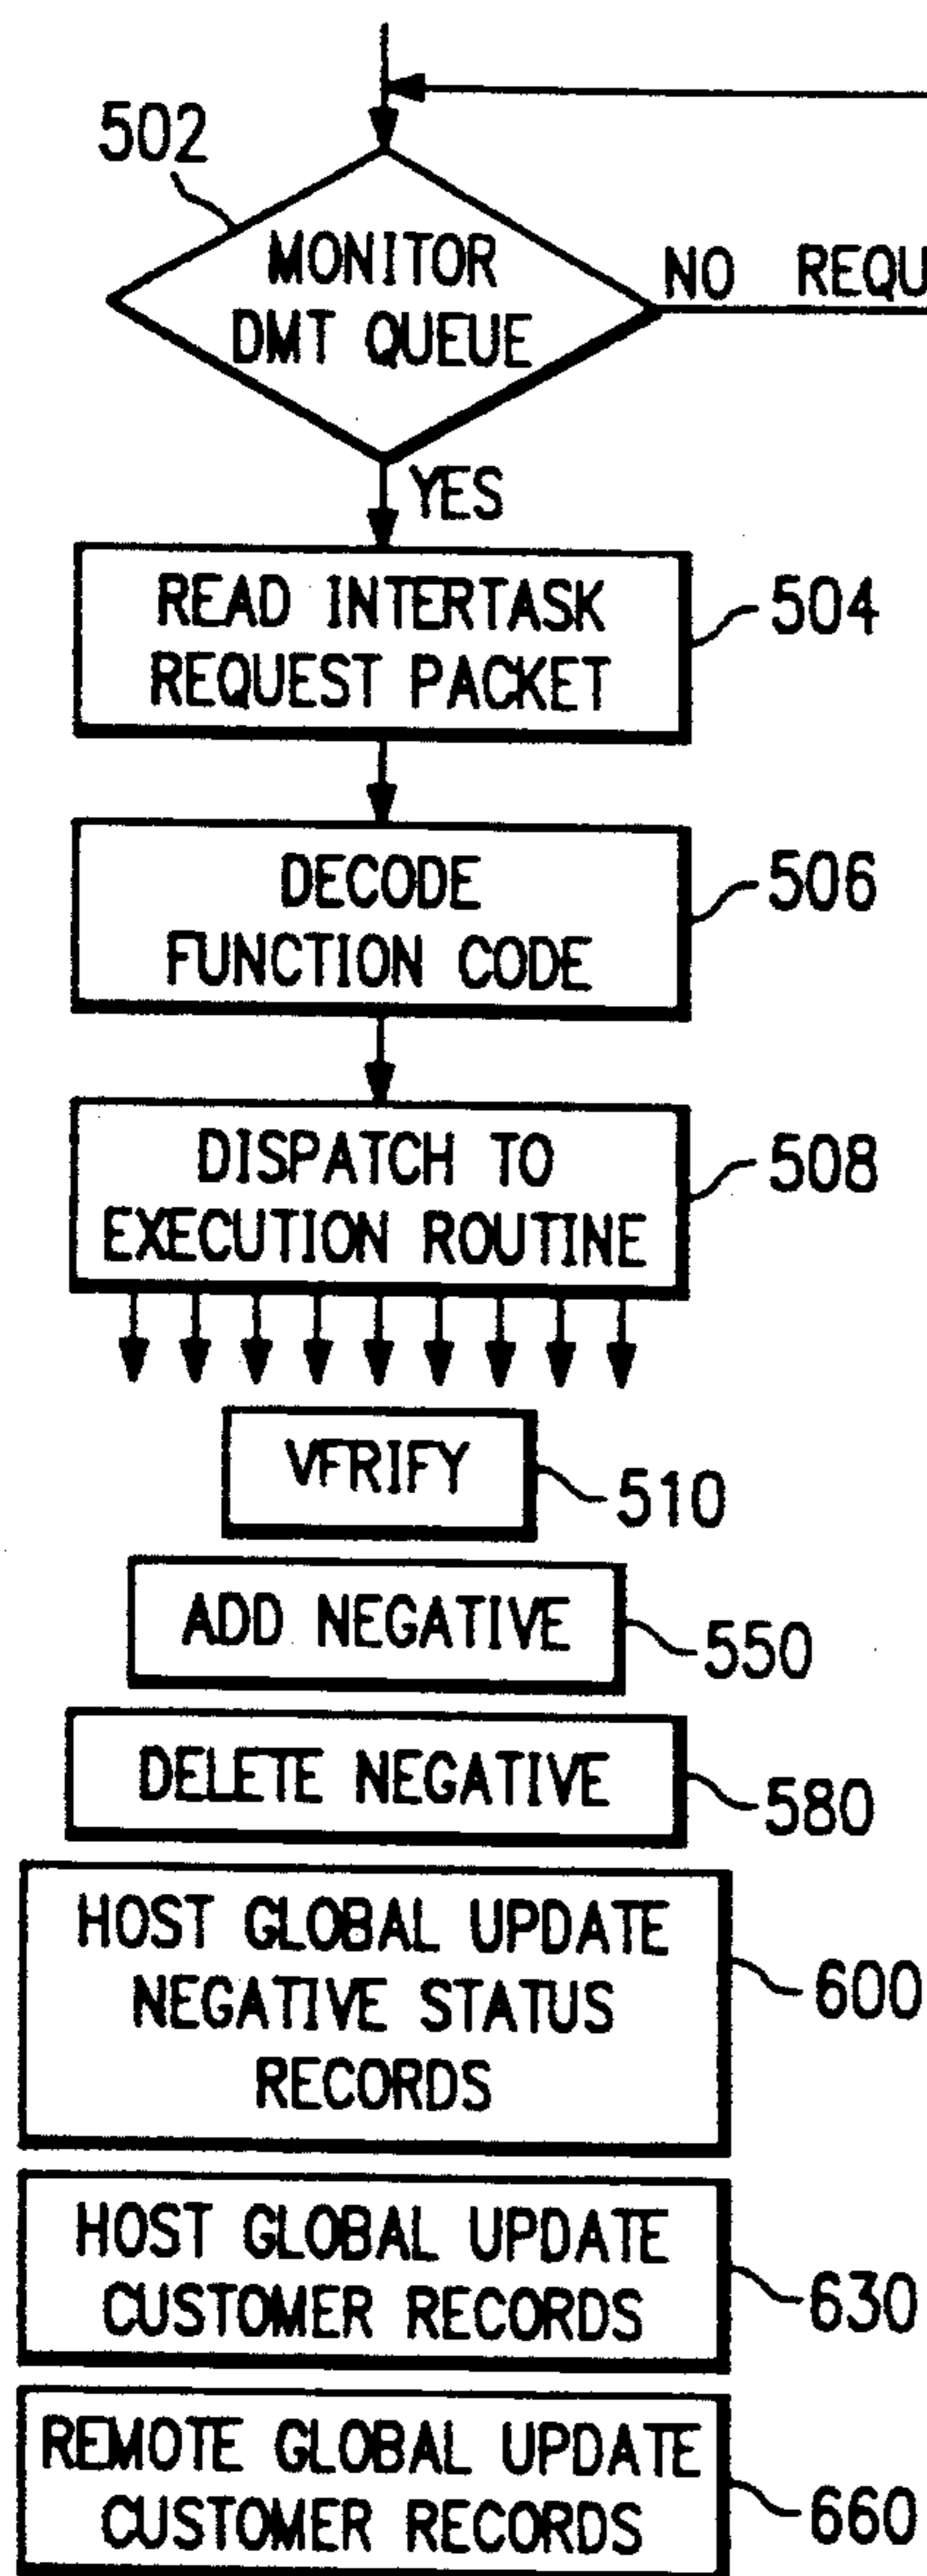 502
MONITOR
DMT QUEUE
NO REQU
YES
READ INTERTASK
REQUEST PACKET
504
DECODE
FUNCTION CODE
506
DISPATCH TO
EXECUTION ROUTINE
508
VFRIFY
510
ADD NEGATIVE
550
DELETE NEGATIVE
580
HOST GLOBAL UPDATE
NEGATIVE STATUS
RECORDS
600
HOST GLOBAL UPDATE
CUSTOMER RECORDS
630
REMOTE GLOBAL UPDATE
CUSTOMER RECORDS
660